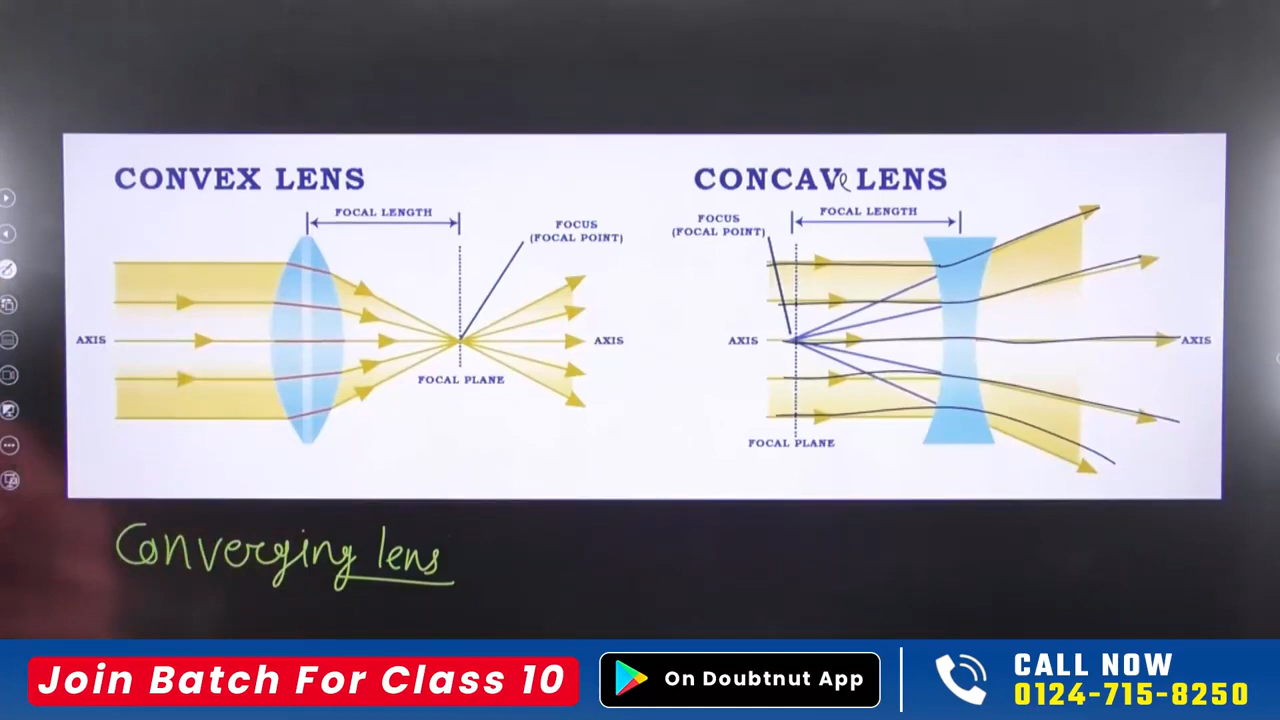 CONVEX LENS
FOCAL LENGTH
FOCUS
(FOCAL POINT)
AXIS
AXIS
FOCAL PLANE
CONCAVe LENS
FOCUS
(FOCAL POINT)
FOCAL LENGTH
AXIS
AXIS
FOCAL PLANE
Converging lens
Join Batch For Class 10
On Doubtnut App
CALL NOW
0124-715-8250